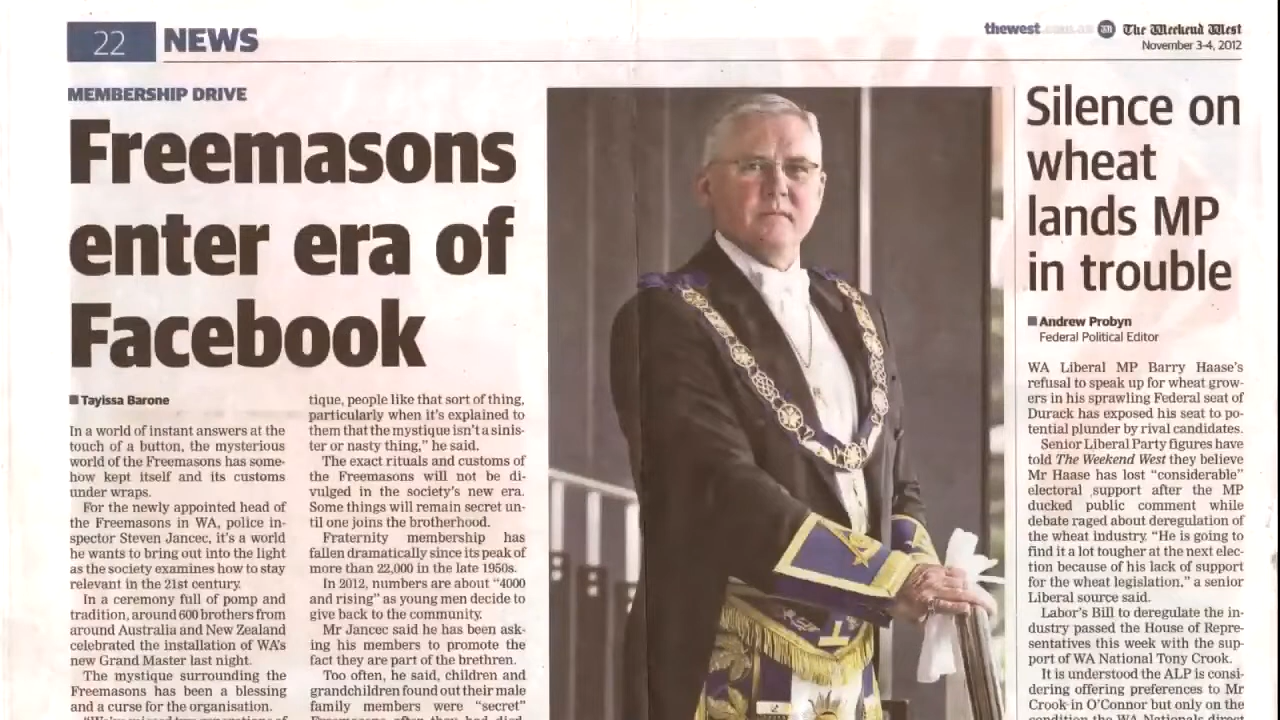 22 NEWS
thewest.com.au The Weekend West
November 3-4, 2012
MEMBERSHIP DRIVE
Freemasons
enter era of
Facebook
Tayissa Barone
In a world of instant answers at the
touch of a button, the mysterious
world of the Freemasons has some-
how kept itself and its customs
under wraps.
For the newly appointed head of
the Freemasons in WA, police in-
spector Steven Jancec, it's a world
he wants to bring out into the light
as the society examines how to stay
relevant in the 21st century.
In a ceremony full of pomp and
tradition, around 600 brothers from
around Australia and New Zealand
celebrated the installation of WA's
new Grand Master last night.
The mystique surrounding the
Freemasons has been a blessing
and a curse for the organisation.
tique, people like that sort of thing,
particularly when it's explained to
them that the mystique isn't a sinis-
ter or nasty thing," he said.
The exact rituals and customs of
the Freemasons will not be di-
vulged in the society's new era.
Some things will remain secret un-
til one joins the brotherhood.
Fraternity membership has
fallen dramatically since its peak of
more than 22,000 in the late 1950s.
In 2012, numbers are about "4000
and rising" as young men decide to
give back to the community.
Mr Jancec said he has been ask-
ing his members to promote the
fact they are part of the brethren.
Too often, he said, children and
grandchildren found out their male
family members were "secret"
Silence on
wheat
lands MP
in trouble
Andrew Probyn
Federal Political Editor
WA Liberal MP Barry Haase's
refusal to speak up for wheat grow-
ers in his sprawling Federal seat of
Durack has exposed his seat to po-
tential plunder by rival candidates.
Senior Liberal Party figures have
told The Weekend West they believe
Mr Haase has lost "considerable"
electoral support after the MP
ducked public comment while
debate raged about deregulation of
the wheat industry. "He is going to
find it a lot tougher at the next elec-
tion because of his lack of support
for the wheat legislation," a senior
Liberal source said.
Labor's Bill to deregulate the in-
dustry passed the House of Repre-
sentatives this week with the sup-
port of WA National Tony Crook.
It is understood the ALP is consi-
dering offering preferences to Mr
Crook in O'Connor but only on the